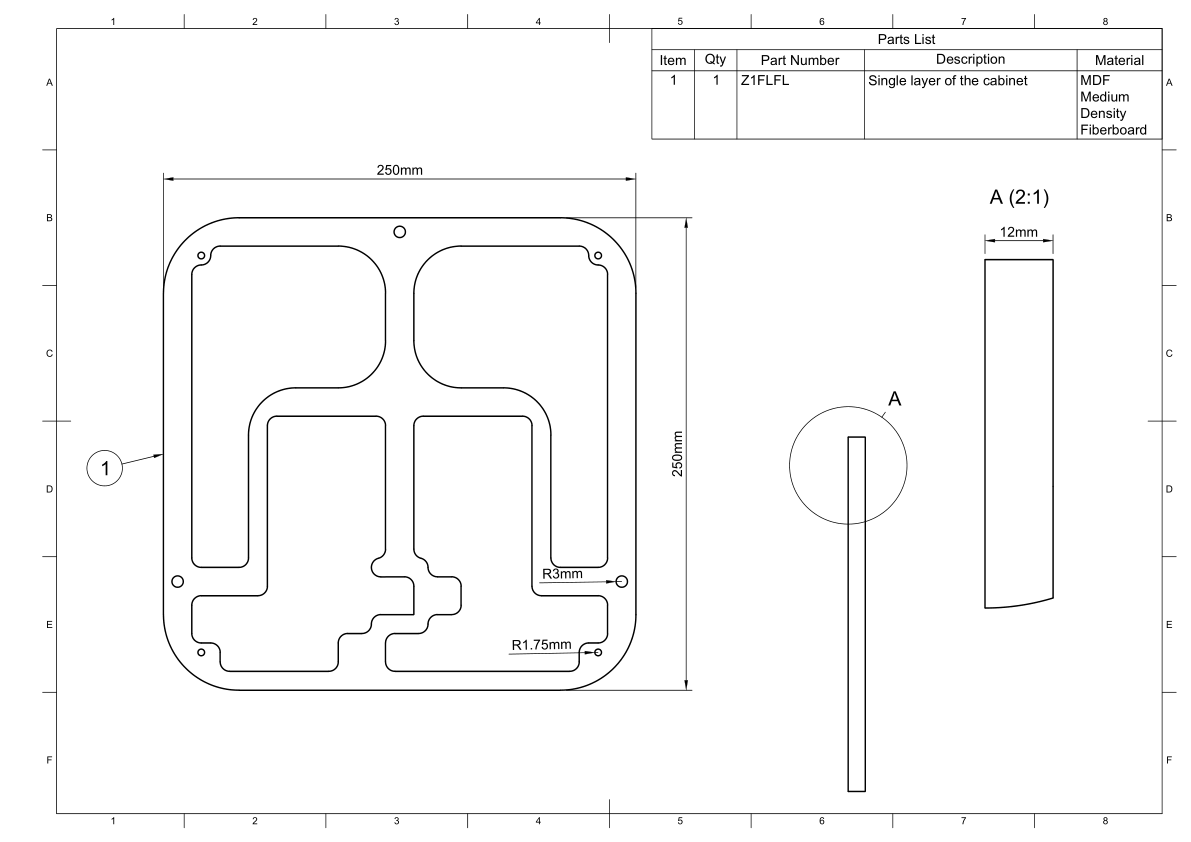 1 2 3 4 5 6 7 8
Parts List
Item Qty Part Number Description Material
1 1 Z1FLFL Single layer of the cabinet MDF
Medium
Density
Fiberboard
A A
250mm
A (2:1)
B B
12mm
C C
A
250mm
1
D D
R3mm
E E
R1.75mm
F F
1 2 3 4 5 6 7 8